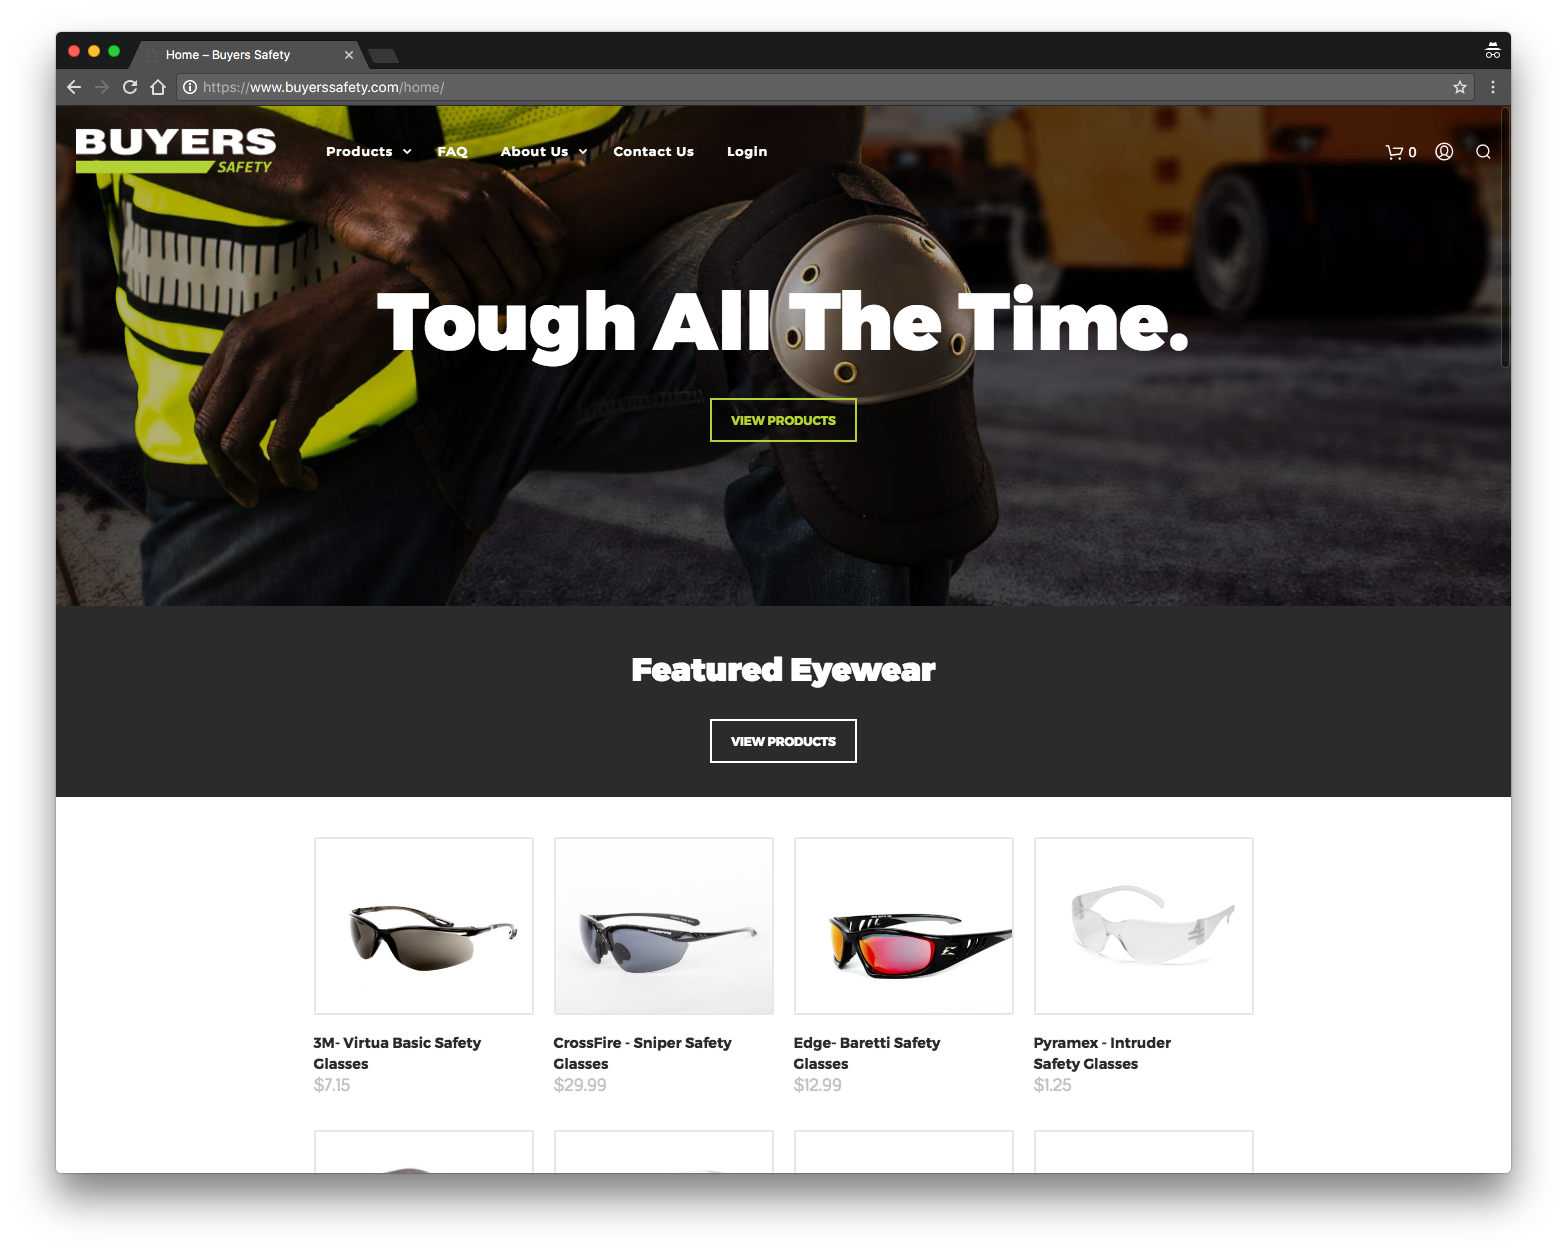 Home – Buyers Safety
https://www.buyerssafety.com/home/
BUYERS
SAFETY
Products FAQ About Us Contact Us Login
0
Tough All The Time.
VIEW PRODUCTS
Featured Eyewear
VIEW PRODUCTS
3M- Virtua Basic Safety
Glasses
$7.15
CrossFire - Sniper Safety
Glasses
$29.99
Edge- Baretti Safety
Glasses
$12.99
Pyramex - Intruder
Safety Glasses
$1.25